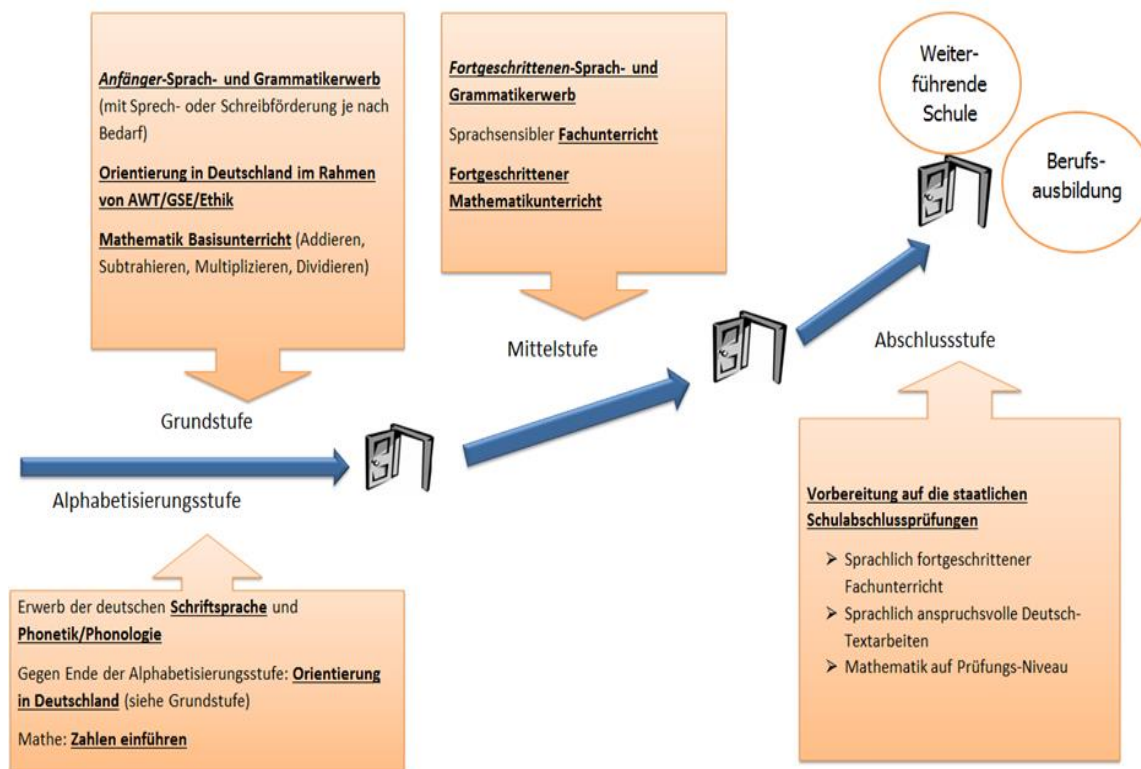 Anfänger-Sprach- und Grammatikerwerb
(mit Sprech- oder Schreibförderung je nach
Bedarf)
Orientierung in Deutschland im Rahmen
von AWT/GSE/Ethik
Mathematik Basisunterricht (Addieren,
Subtrahieren, Multiplizieren, Dividieren)
Fortgeschrittenen-Sprach- und
Grammatikerwerb
Sprachsensibler Fachunterricht
Fortgeschrittener
Mathematikunterricht
Weiter-
führende
Schule
Berufs-
ausbildung
Mittelstufe
Abschlussstufe
Grundstufe
Alphabetisierungsstufe
Erwerb der deutschen Schriftsprache und
Phonetik/Phonologie
Gegen Ende der Alphabetisierungsstufe: Orientierung
in Deutschland (siehe Grundstufe)
Mathe: Zahlen einführen
Vorbereitung auf die staatlichen
Schulabschlussprüfungen
➢ Sprachlich fortgeschrittener
Fachunterricht
➢ Sprachlich anspruchsvolle Deutsch-
Textarbeiten
➢ Mathematik auf Prüfungs-Niveau